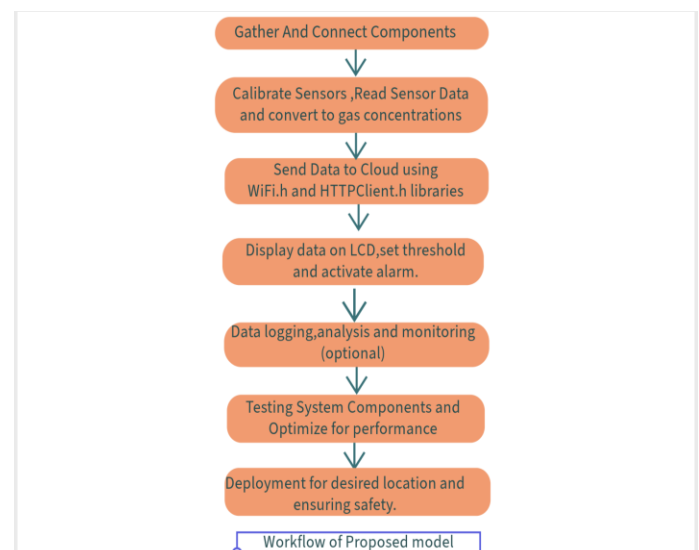 Gather And Connect Components
Calibrate Sensors ,Read Sensor Data
and convert to gas concentrations
Send Data to Cloud using
WiFi.h and HTTPClient.h libraries
Display data on LCD,set threshold
and activate alarm.
Data logging,analysis and monitoring
(optional)
Testing System Components and
Optimize for performance
Deployment for desired location and
ensuring safety.
Workflow of Proposed model